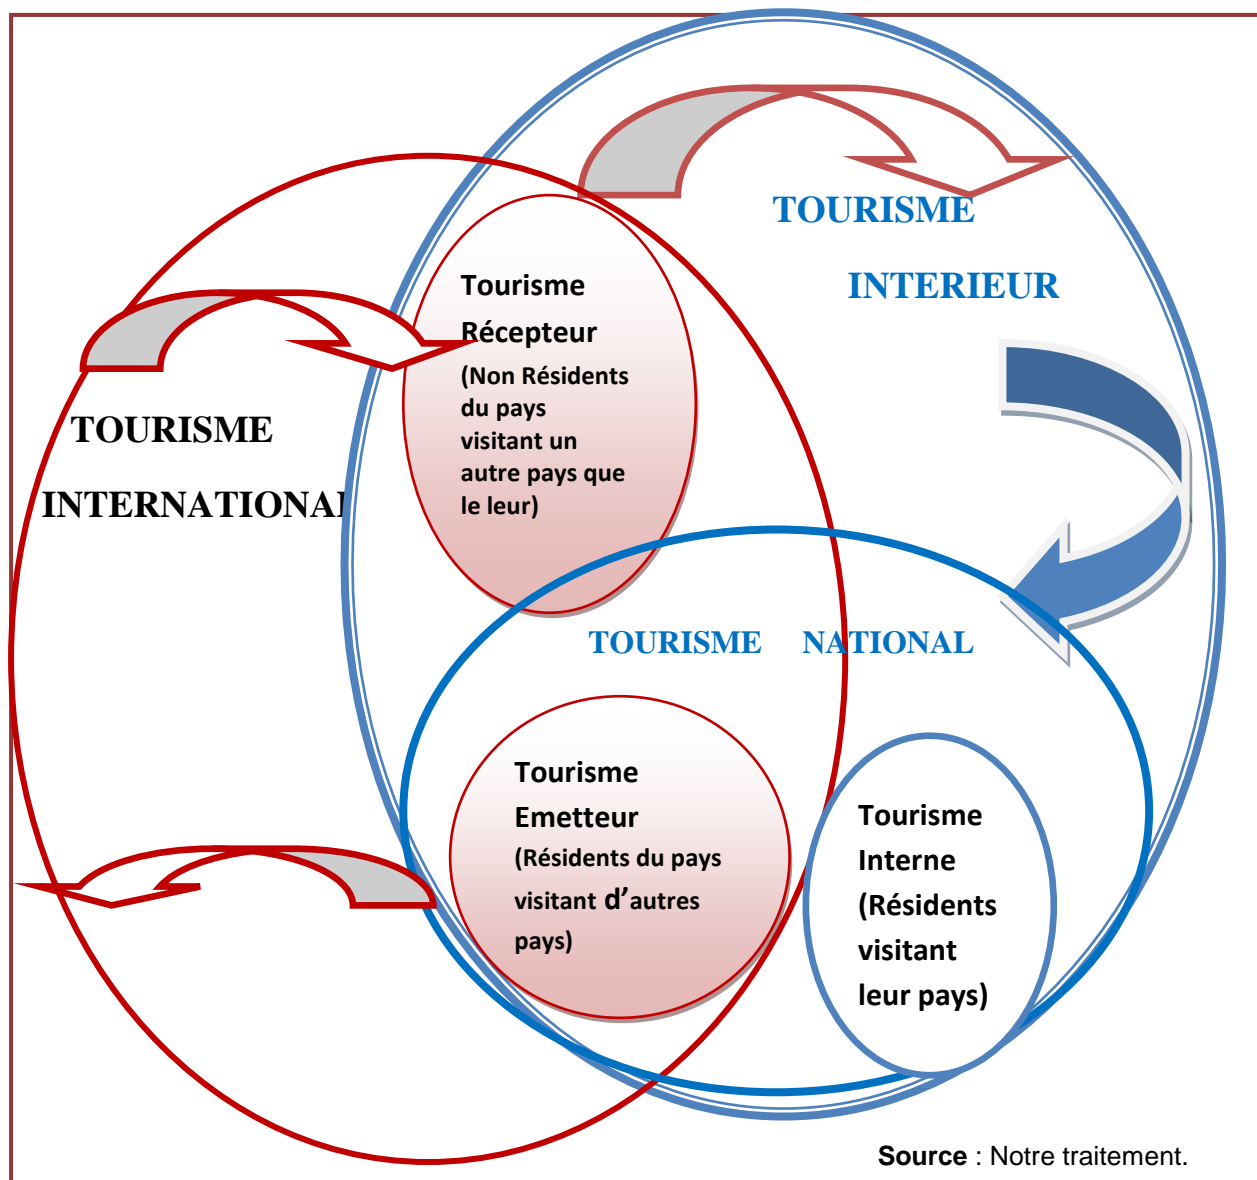 TOURISME
INTERIEUR
Tourisme
Récepteur
(Non Résidents
du pays
visitant un
autre pays que
le leur)
TOURISME
INTERNATIONAL
TOURISME NATIONAL
Tourisme
Emetteur
(Résidents du pays
visitant d’autres
pays)
Tourisme
Interne
(Résidents
visitant
leur pays)
Source : Notre traitement.